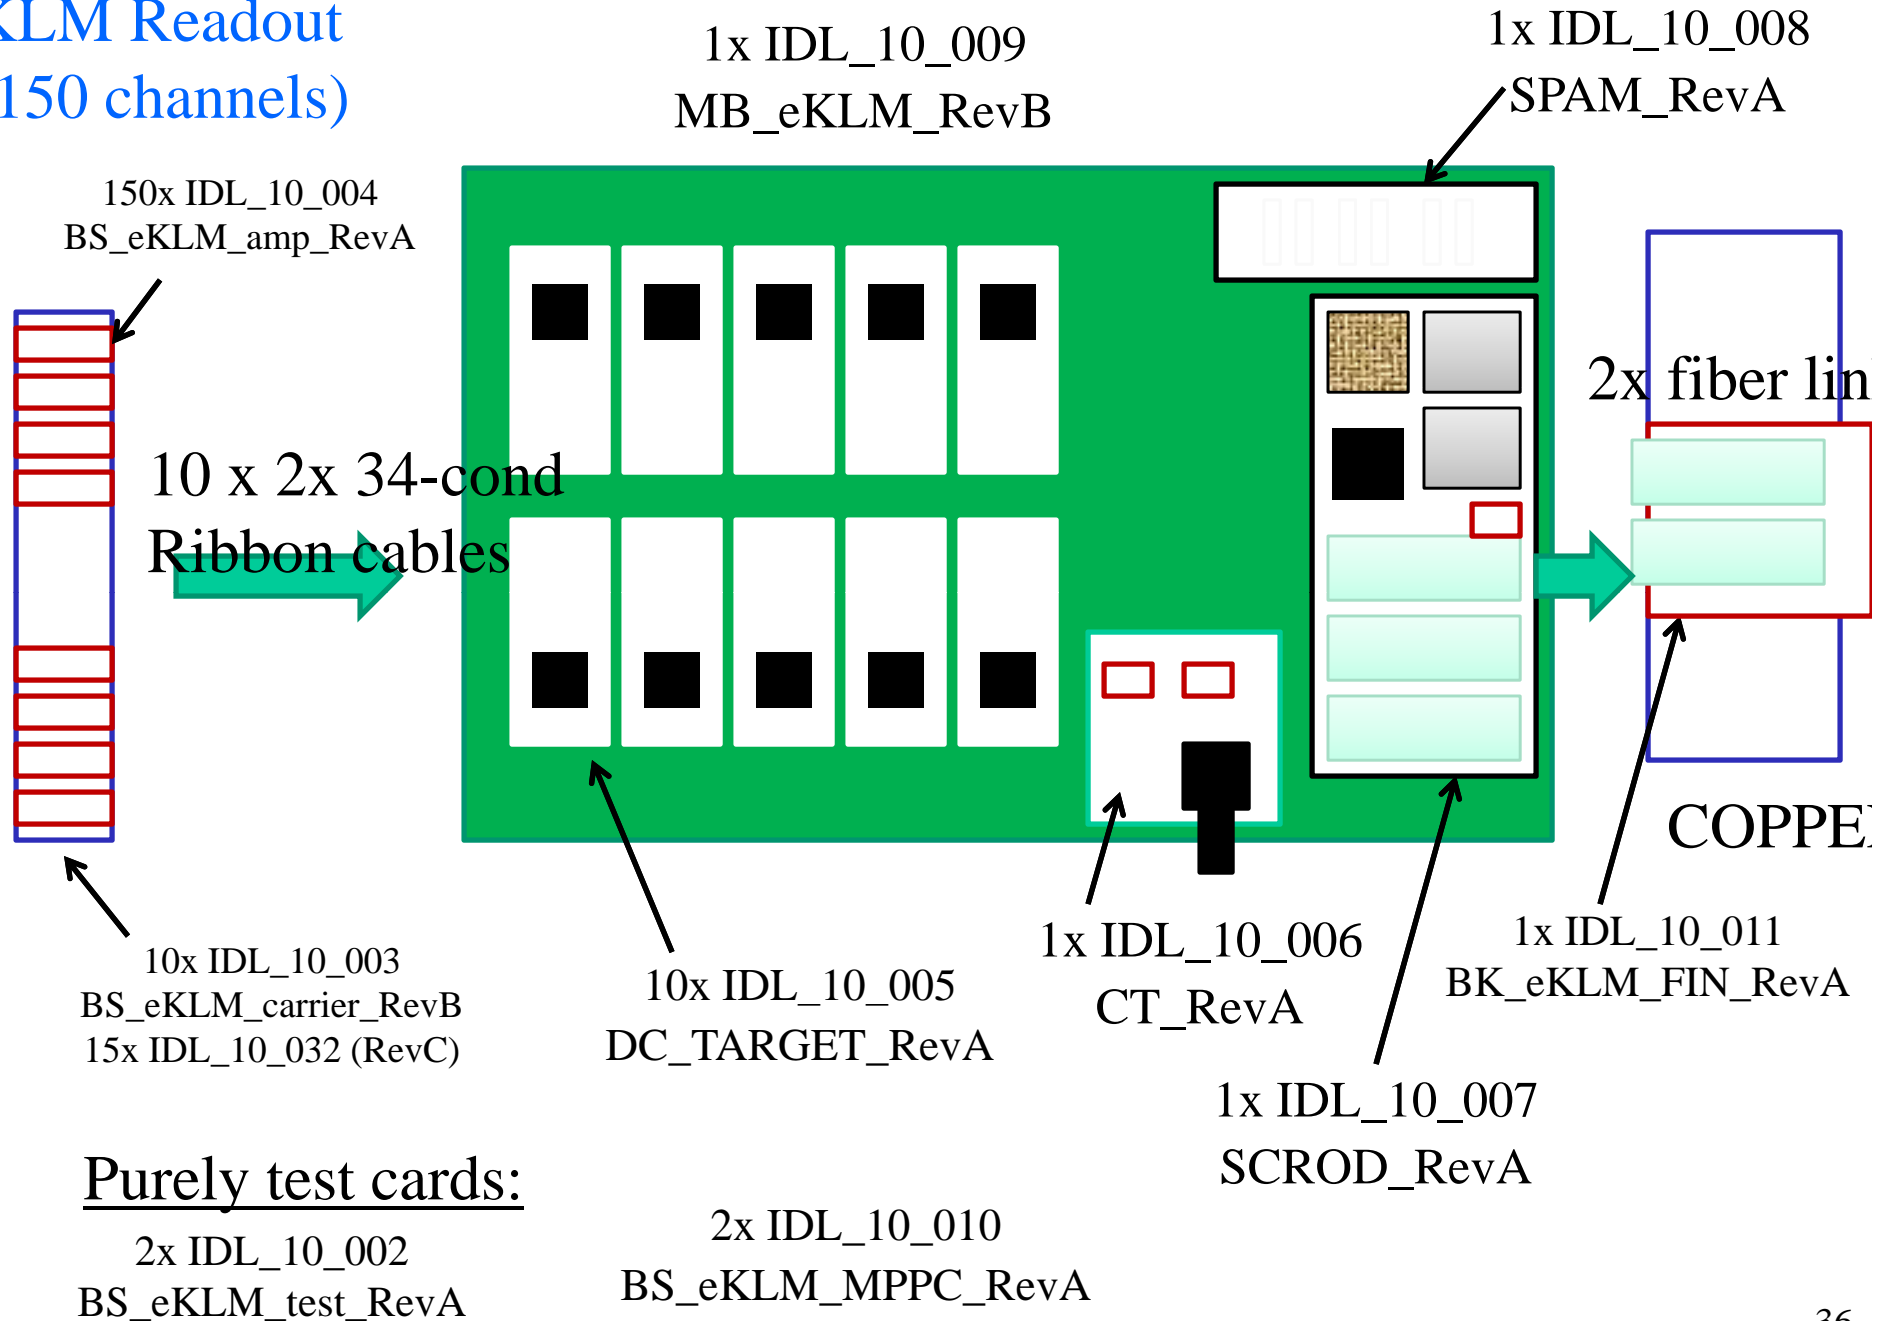 KLM Readout
150 channels)
1x IDL_10_009
MB_eKLM_RevB
1x IDL_10_008
SPAM_RevA
150x IDL_10_004
BS_eKLM_amp_RevA
10 x 2x 34-cond
Ribbon cables
2x fiber lin
COPPE
10x IDL_10_003
BS_eKLM_carrier_RevB
15x IDL_10_032 (RevC)
10x IDL_10_005
DC_TARGET_RevA
1x IDL_10_006
CT_RevA
1x IDL_10_011
BK_eKLM_FIN_RevA
1x IDL_10_007
SCROD_RevA
Purely test cards:
2x IDL_10_002
BS_eKLM_test_RevA
2x IDL_10_010
BS_eKLM_MPPC_RevA
36